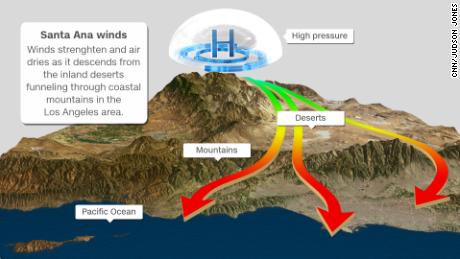 Santa Ana winds
Winds strenghten and air
dries as it descends from
the inland deserts
funneling through coastal
mountains in the
Los Angeles area.
H
High pressure
Deserts
Mountains
Pacific Ocean
CNN/JUDSON JONES